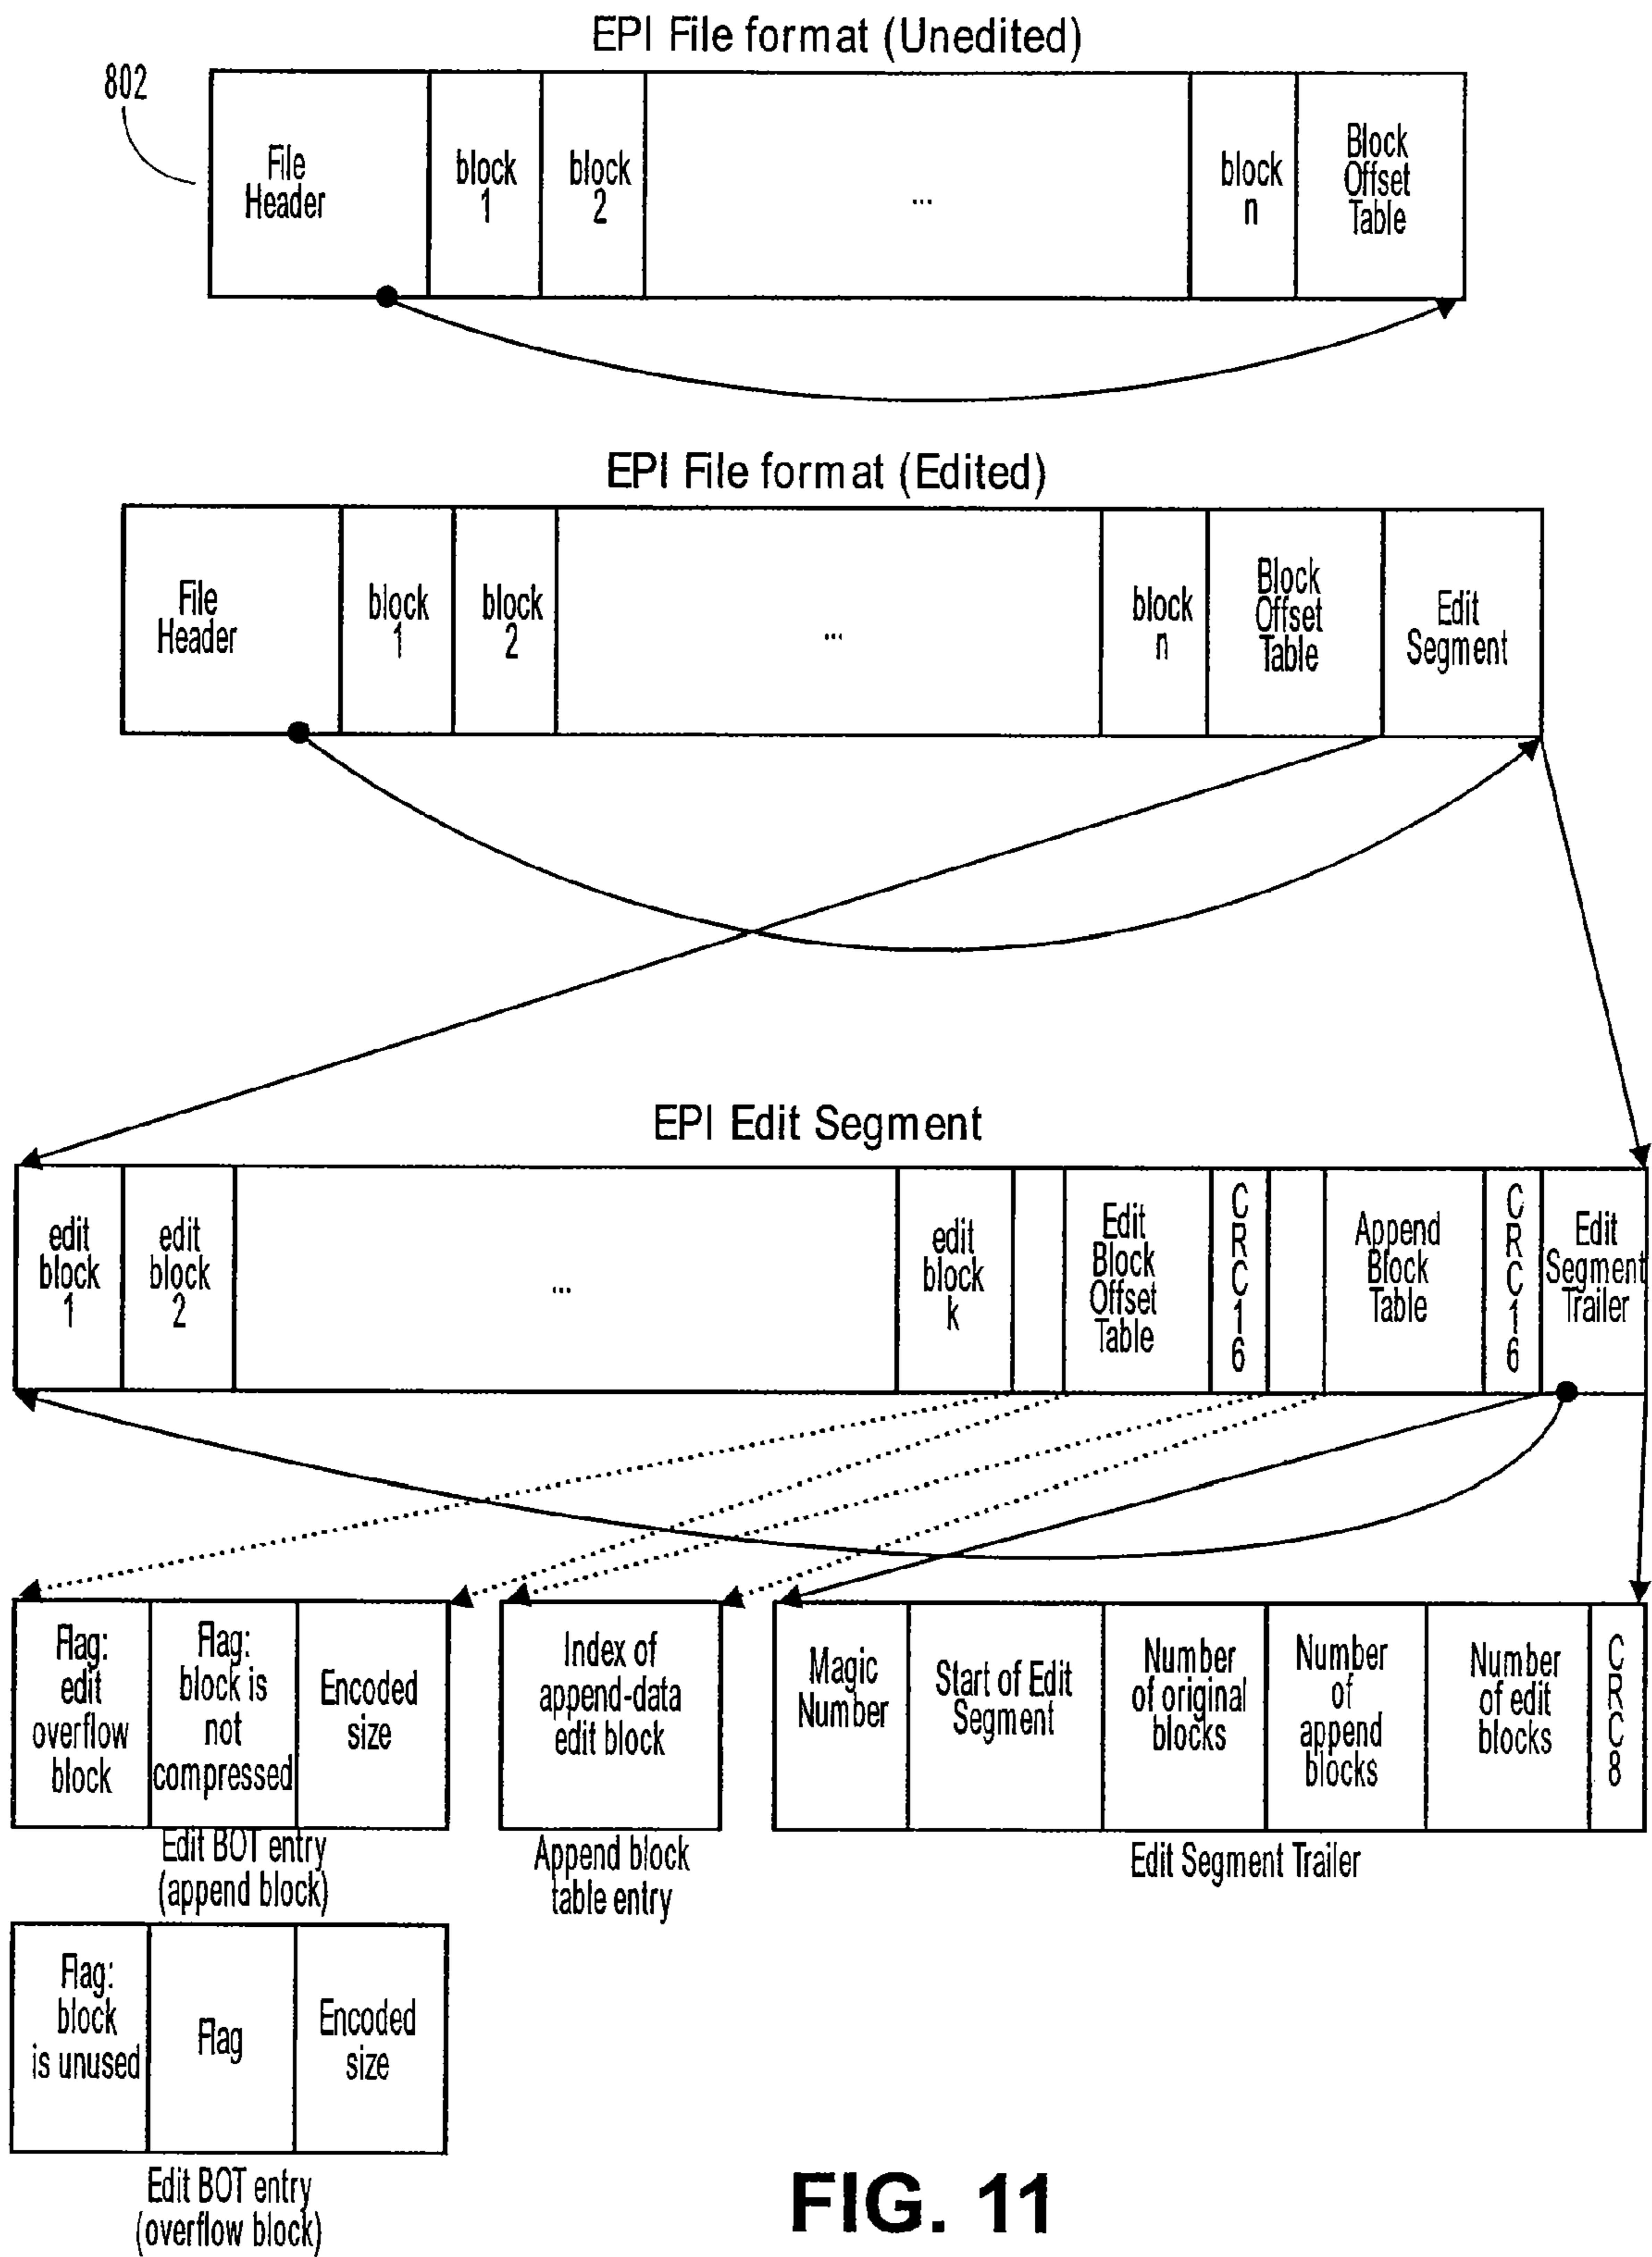 EPI File format (Unedited)
802
File
Header
block
1
block
2
...
block
n
Block
Offset
Table
EPI File format (Edited)
File
Header
block
1
block
2
...
block
n
Block
Offset
Table
Edit
Segment
EPI Edit Segment
edit
block
1
edit
block
2
...
edit
block
k
Edit
Block
Offset
Table
C
R
C
1
6
Append
Block
Table
C
R
C
1
6
Edit
Segment
Trailer
Flag:
edit
overflow
block
Flag:
block is
not
compressed
Encoded
size
Edit BOT entry
(append block)
Index of
append-data
edit block
Append block
table entry
Magic
Number
Start of Edit
Segment
Number
of original
blocks
Number
of
append
blocks
Number
of edit
blocks
C
R
C
8
Edit Segment Trailer
Flag:
block
is unused
Flag
Encoded
size
Edit BOT entry
(overflow block)
FIG. 11